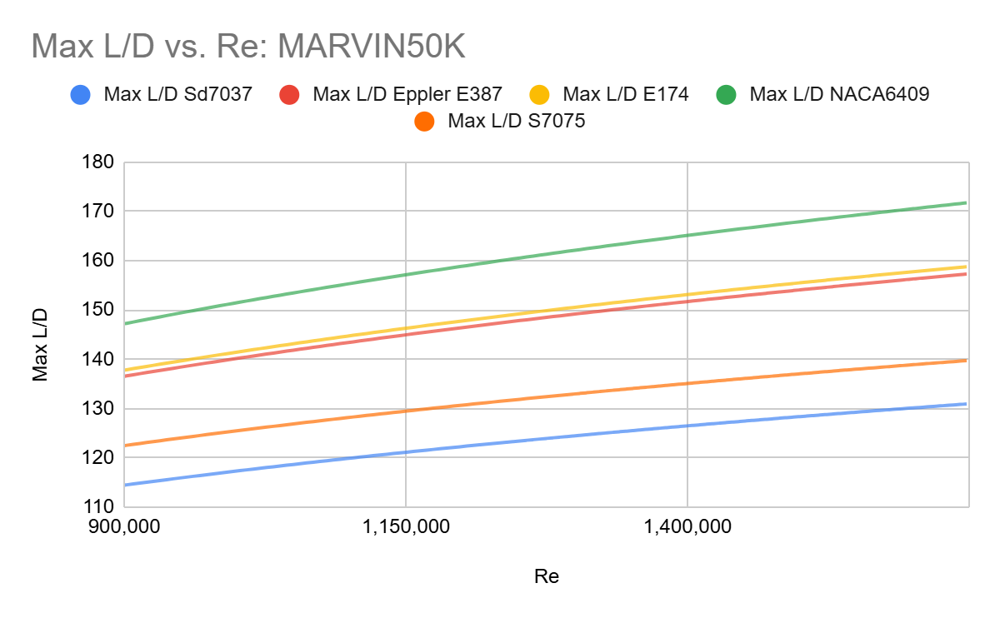 Max L/D vs. Re: MARVIN50K
Max L/D Sd7037 Max L/D Eppler E387 Max L/D E174 Max L/D NACA6409
Max L/D S7075
180
170
160
150
140
130
120
110
Max L/D
900,000 1,150,000 1,400,000
Re